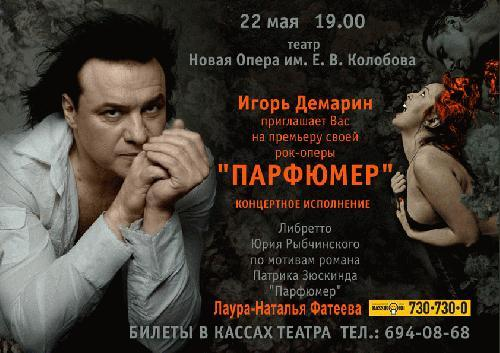 22 мая 19.00
театр
Новая Опера им. Е. В. Колобова
Игорь Демарин
приглашает Вас
на премьеру своей
рок-оперы
"ПАРФЮМЕР"
концертное исполнение
Либретто
Юрия Рыбчинского
по мотивам романа
Патрика Зюскинда
"Парфюмер"
Лаура-Наталья Фатеева
730-730-0
БИЛЕТЫ В КАССАХ ТЕАТРА ТЕЛ.: 694-08-68